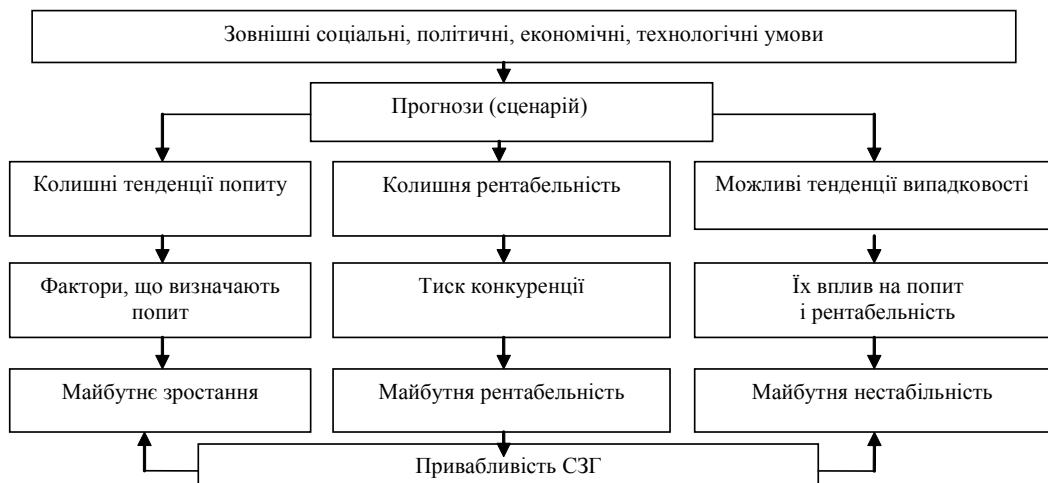 Зовнішні соціальні, політичні, економічні, технологічні умови
Прогнози (сценарій)
Колишні тенденції попиту
Колишня рентабельність
Можливі тенденції випадковості
Фактори, що визначають
попит
Тиск конкуренції
Їх вплив на попит
і рентабельність
Майбутнє зростання
Майбутня рентабельність
Майбутня нестабільність
Привабливість СЗГ